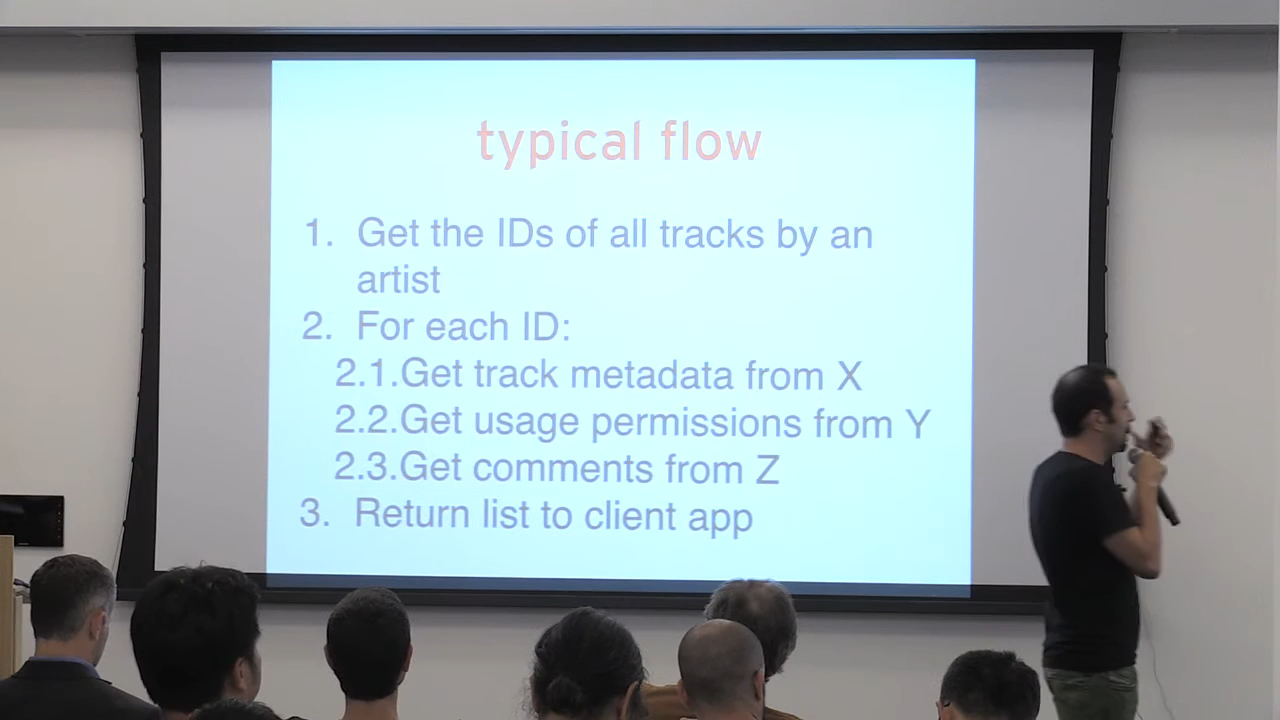 typical flow
1. Get the IDs of all tracks by an
artist
2. For each ID:
2.1.Get track metadata from X
2.2.Get usage permissions from Y
2.3.Get comments from Z
3. Return list to client app